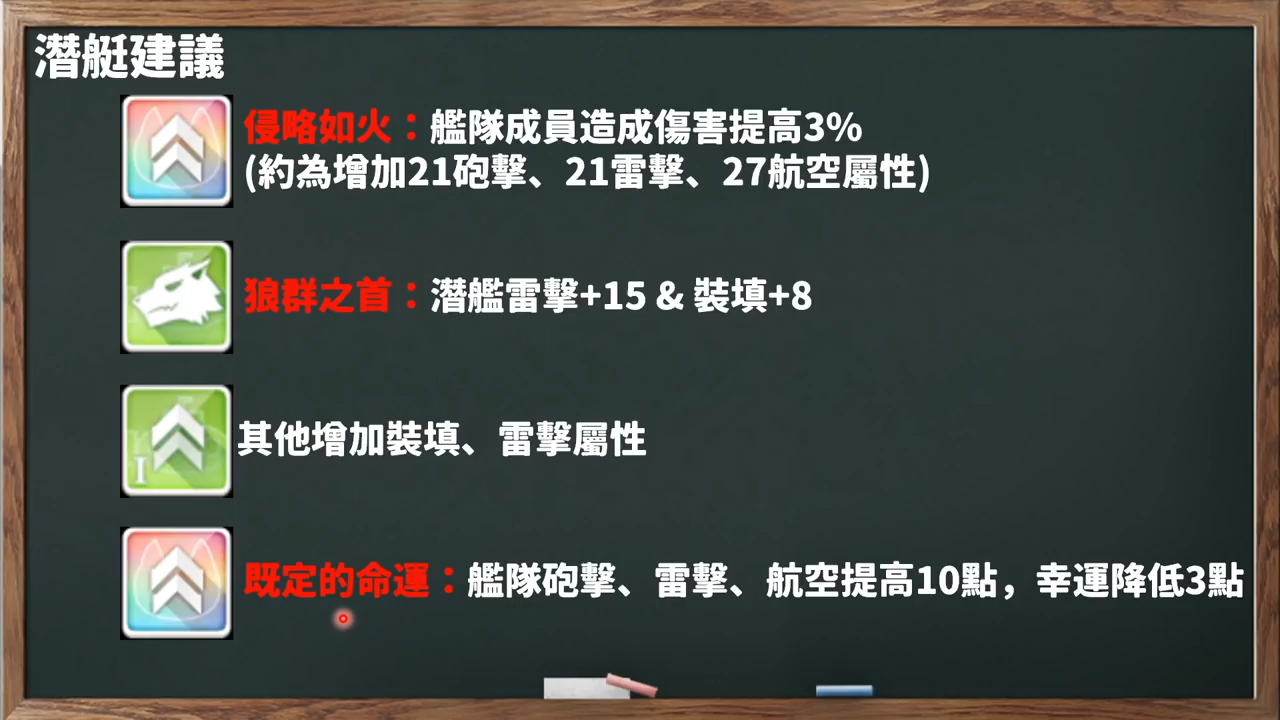 潛艇建議
侵略如火：艦隊成員造成傷害提高3%
(約為增加21砲擊、21雷擊、27航空屬性)
狼群之首：潛艦雷擊+15 & 裝填+8
I
其他增加裝填、雷擊屬性
既定的命運：艦隊砲擊、雷擊、航空提高10點，幸運降低3點